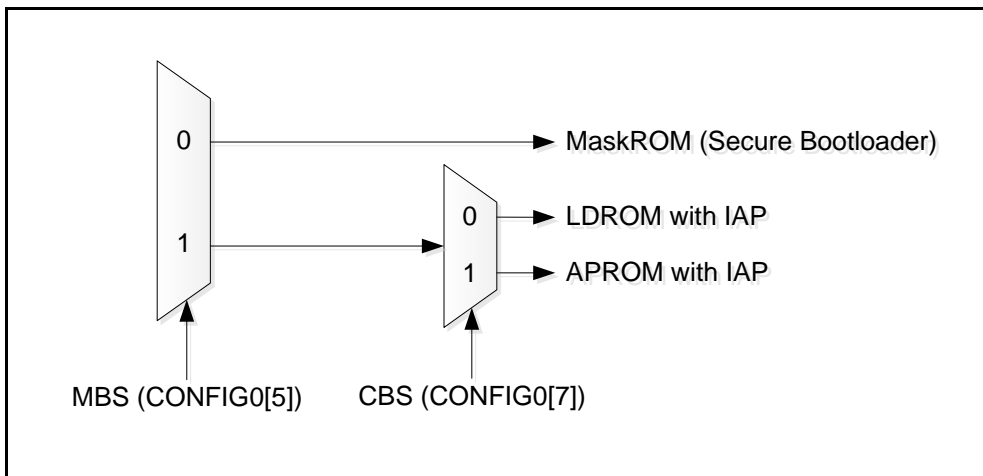 0
MaskROM (Secure Bootloader)
0
LDROM with IAP
1
1
APROM with IAP
MBS (CONFIG0[5])
CBS (CONFIG0[7])